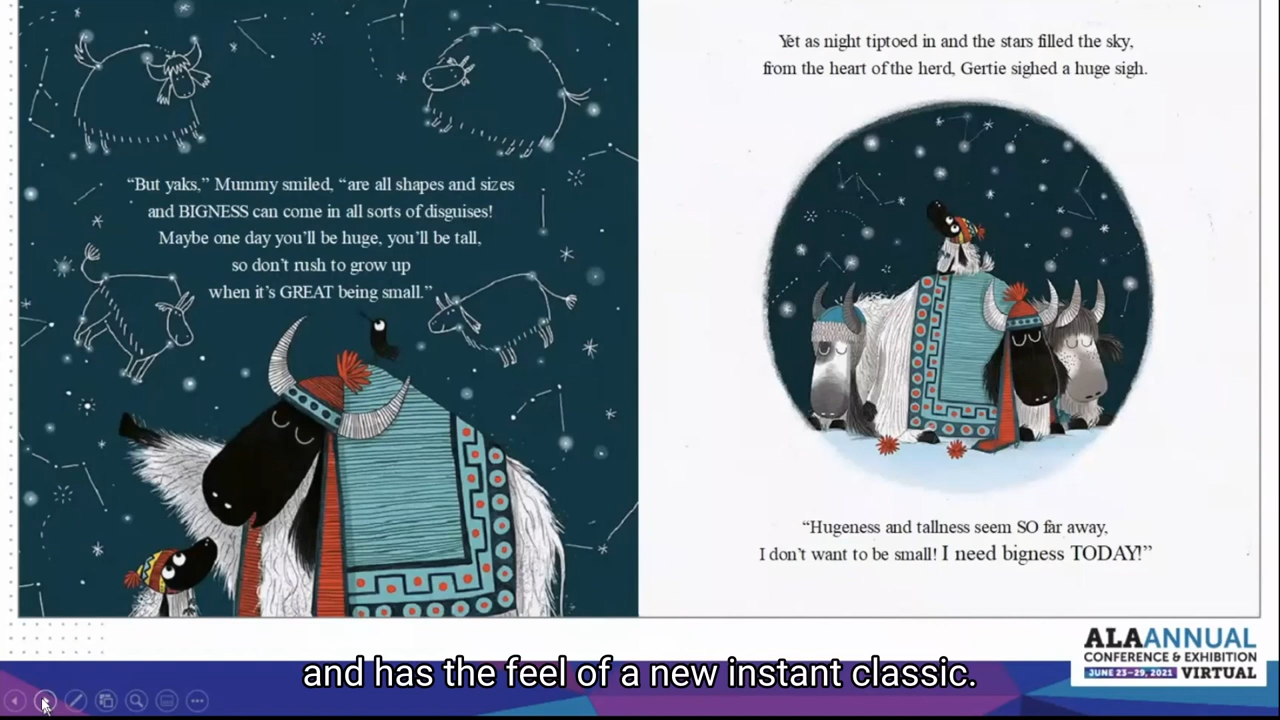 “But yaks,” Mummy smiled, “are all shapes and sizes
and BIGNESS can come in all sorts of disguises!
Maybe one day you’ll be huge, you’ll be tall,
so don’t rush to grow up
when it’s GREAT being small.”
Yet as night tiptoed in and the stars filled the sky,
from the heart of the herd, Gertie sighed a huge sigh.
“Hugeness and tallness seem SO far away,
I don’t want to be small! I need bigness TODAY!”
ALAANNUAL
CONFERENCE & EXHIBITION
JUNE 23–29, 2021 VIRTUAL
and has the feel of a new instant classic.